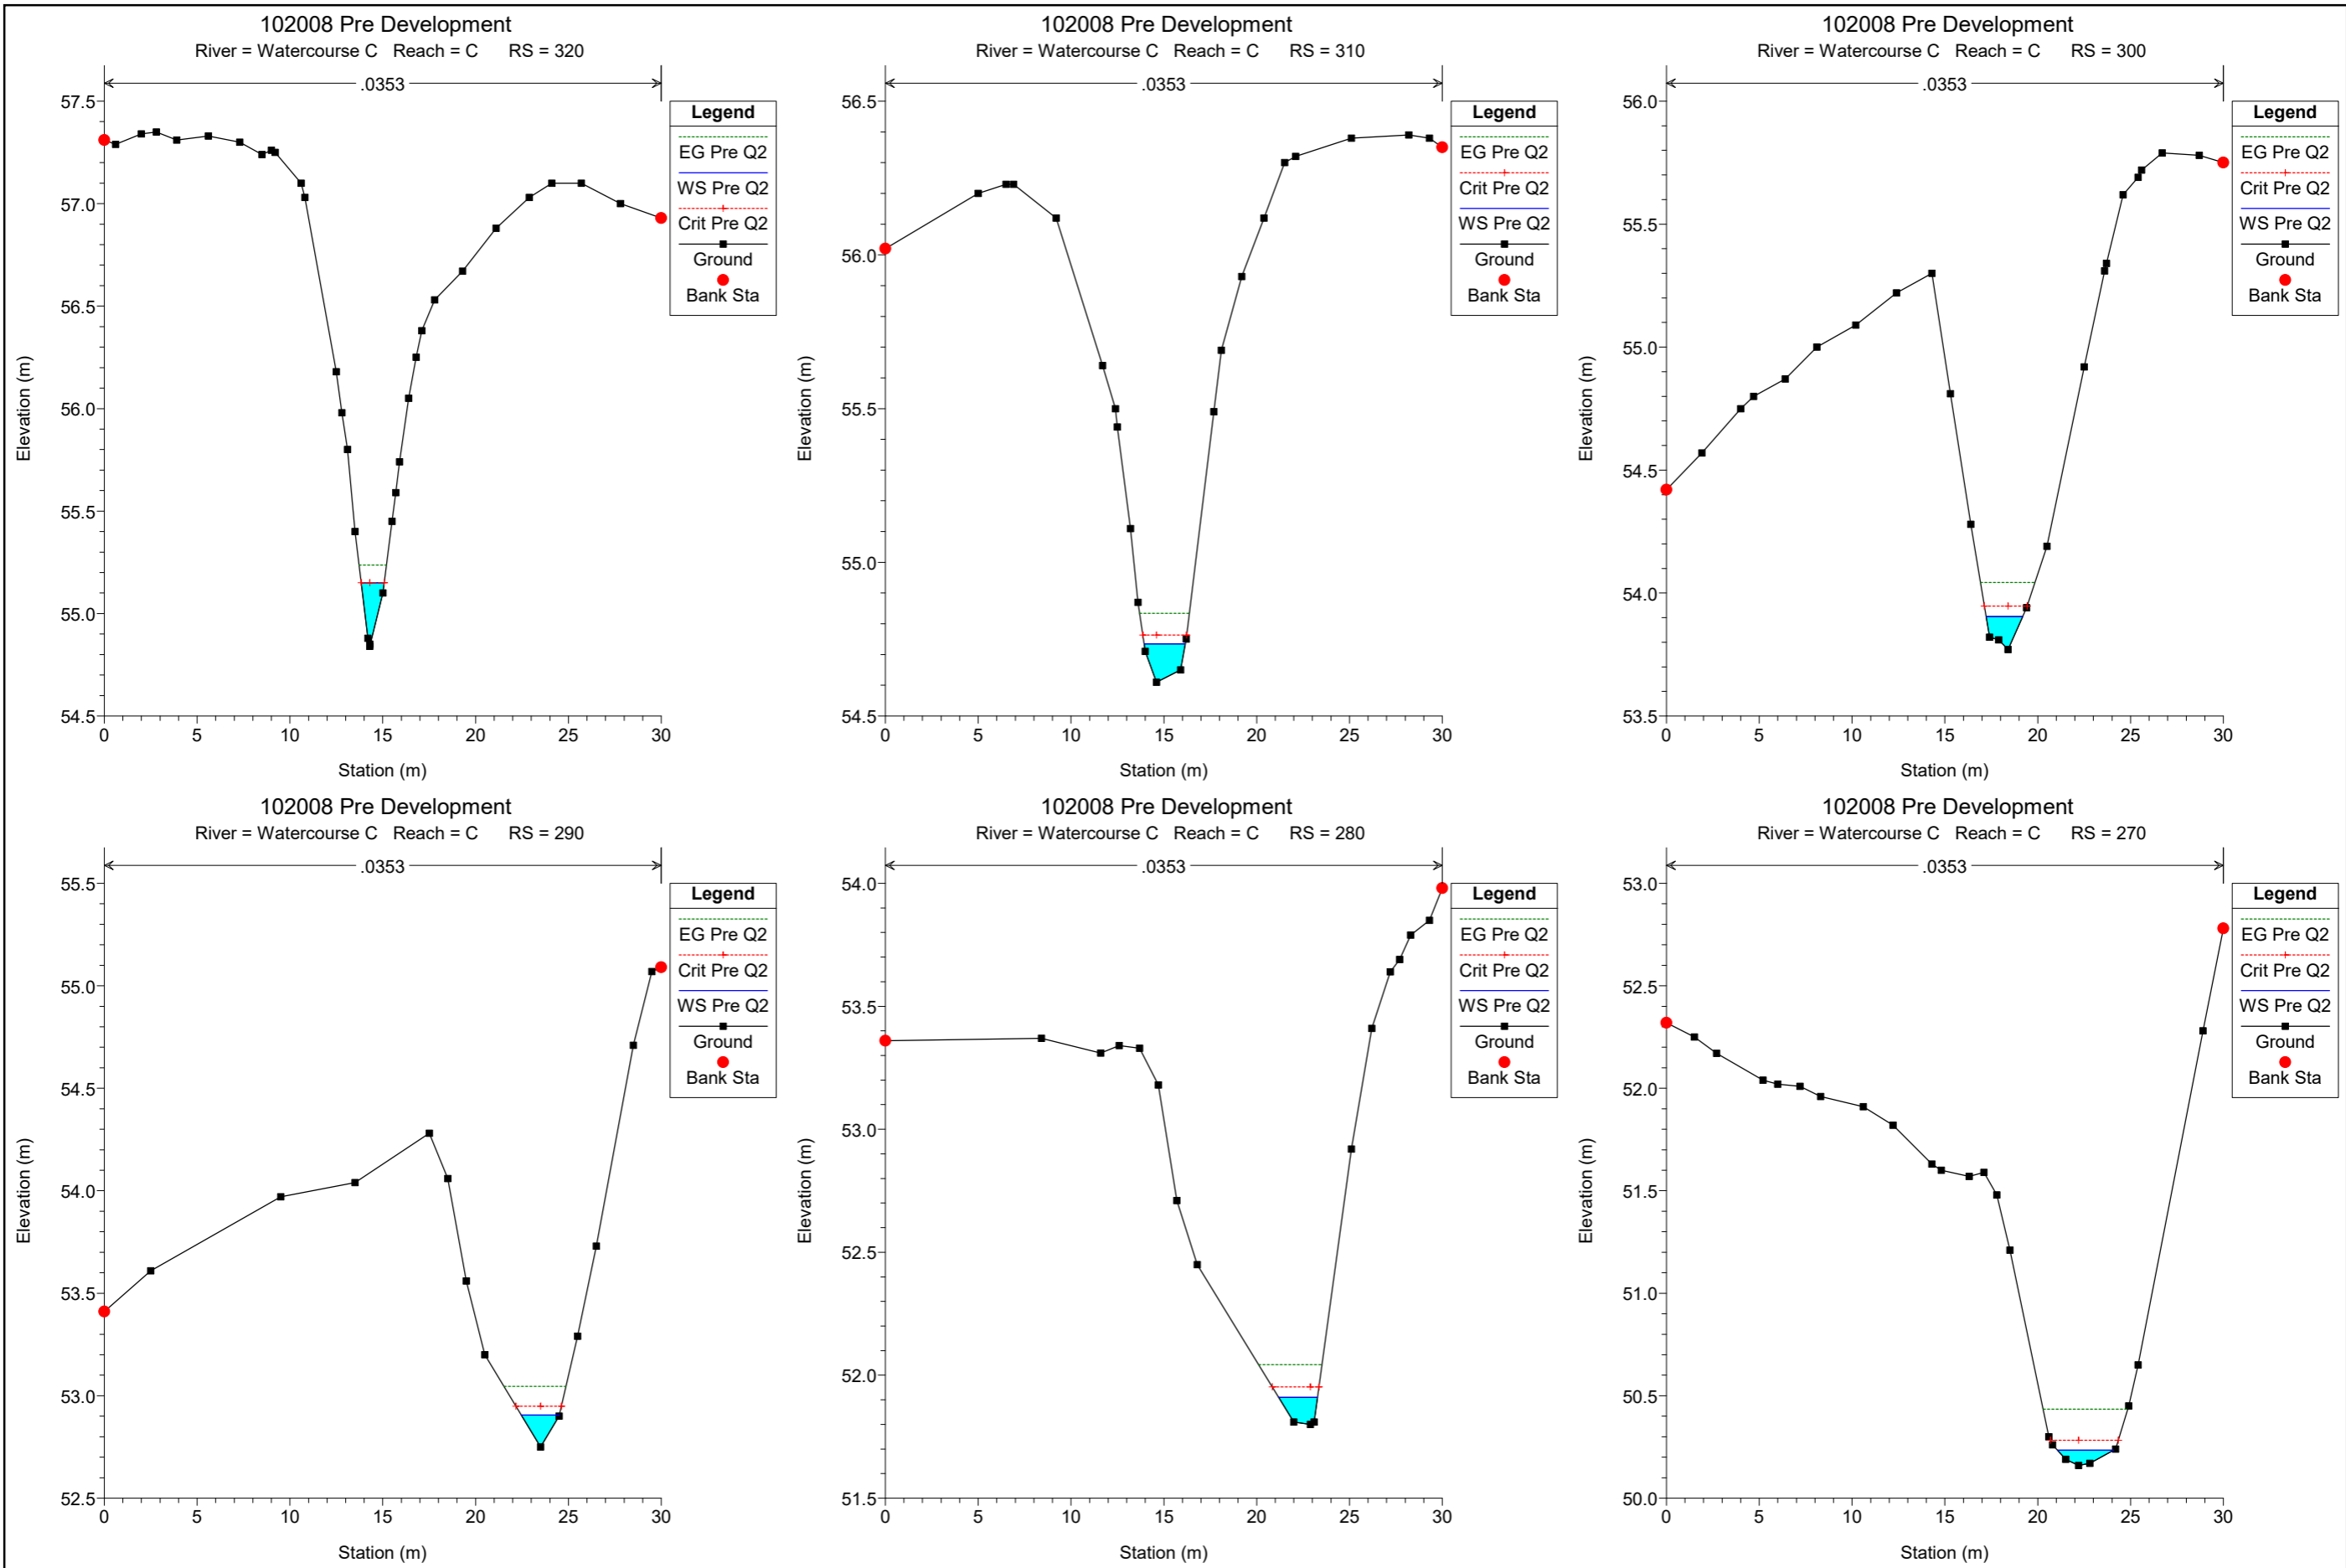 102008 Pre Development
River = Watercourse C Reach = C RS = 320
.0353
Legend
EG Pre Q2
WS Pre Q2
Crit Pre Q2
Ground
Bank Sta
57.5
57.0
56.5
56.0
55.5
55.0
54.5
Elevation (m)
0 5 10 15 20 25 30
Station (m)
102008 Pre Development
River = Watercourse C Reach = C RS = 310
.0353
Legend
EG Pre Q2
Crit Pre Q2
WS Pre Q2
Ground
Bank Sta
56.5
56.0
55.5
55.0
54.5
Elevation (m)
0 5 10 15 20 25 30
Station (m)
102008 Pre Development
River = Watercourse C Reach = C RS = 300
.0353
Legend
EG Pre Q2
Crit Pre Q2
WS Pre Q2
Ground
Bank Sta
56.0
55.5
55.0
54.5
54.0
53.5
Elevation (m)
0 5 10 15 20 25 30
Station (m)
102008 Pre Development
River = Watercourse C Reach = C RS = 290
.0353
Legend
EG Pre Q2
Crit Pre Q2
WS Pre Q2
Ground
Bank Sta
55.5
55.0
54.5
54.0
53.5
53.0
52.5
Elevation (m)
0 5 10 15 20 25 30
Station (m)
102008 Pre Development
River = Watercourse C Reach = C RS = 280
.0353
Legend
EG Pre Q2
Crit Pre Q2
WS Pre Q2
Ground
Bank Sta
54.0
53.5
53.0
52.5
52.0
51.5
Elevation (m)
0 5 10 15 20 25 30
Station (m)
102008 Pre Development
River = Watercourse C Reach = C RS = 270
.0353
Legend
EG Pre Q2
Crit Pre Q2
WS Pre Q2
Ground
Bank Sta
53.0
52.5
52.0
51.5
51.0
50.5
50.0
Elevation (m)
0 5 10 15 20 25 30
Station (m)